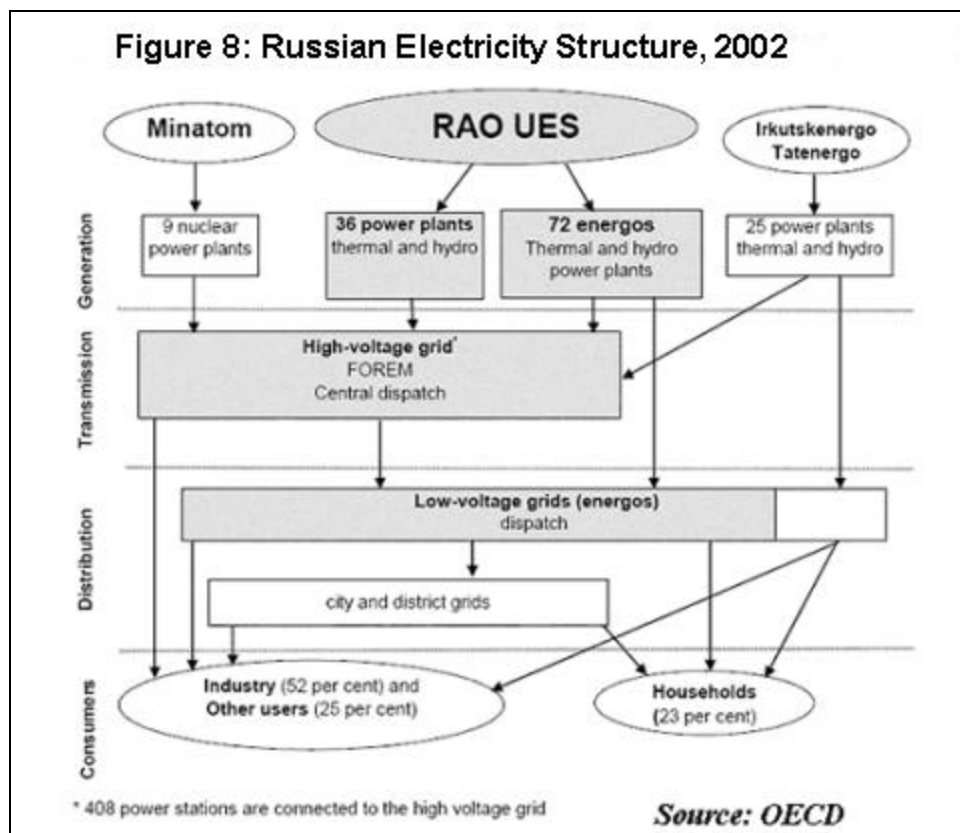 Figure 8: Russian Electricity Structure, 2002
Minatom
RAO UES
Irkutskenergo
Tatenergo
Generation
9 nuclear
power plants
36 power plants
thermal and hydro
72 energos
Thermal and hydro
power plants
25 power plants
thermal and hydro
Transmission
High-voltage grid*
FOREM
Central dispatch
Distribution
Low-voltage grids (energos)
dispatch
city and district grids
Consumers
Industry (52 per cent) and
Other users (25 per cent)
Households
(23 per cent)
* 408 power stations are connected to the high voltage grid
Source: OECD